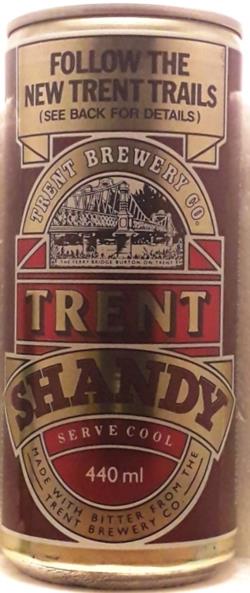 FOLLOW THE
NEW TRENT TRAILS
(SEE BACK FOR DETAILS)
TRENT BREWERY CO.
THE FERRY BRIDGE BURTON ON TRENT
TRENT
SHANDY
SERVE COOL
440 ml
MADE WITH BITTER FROM THE
TRENT BREWERY CO.